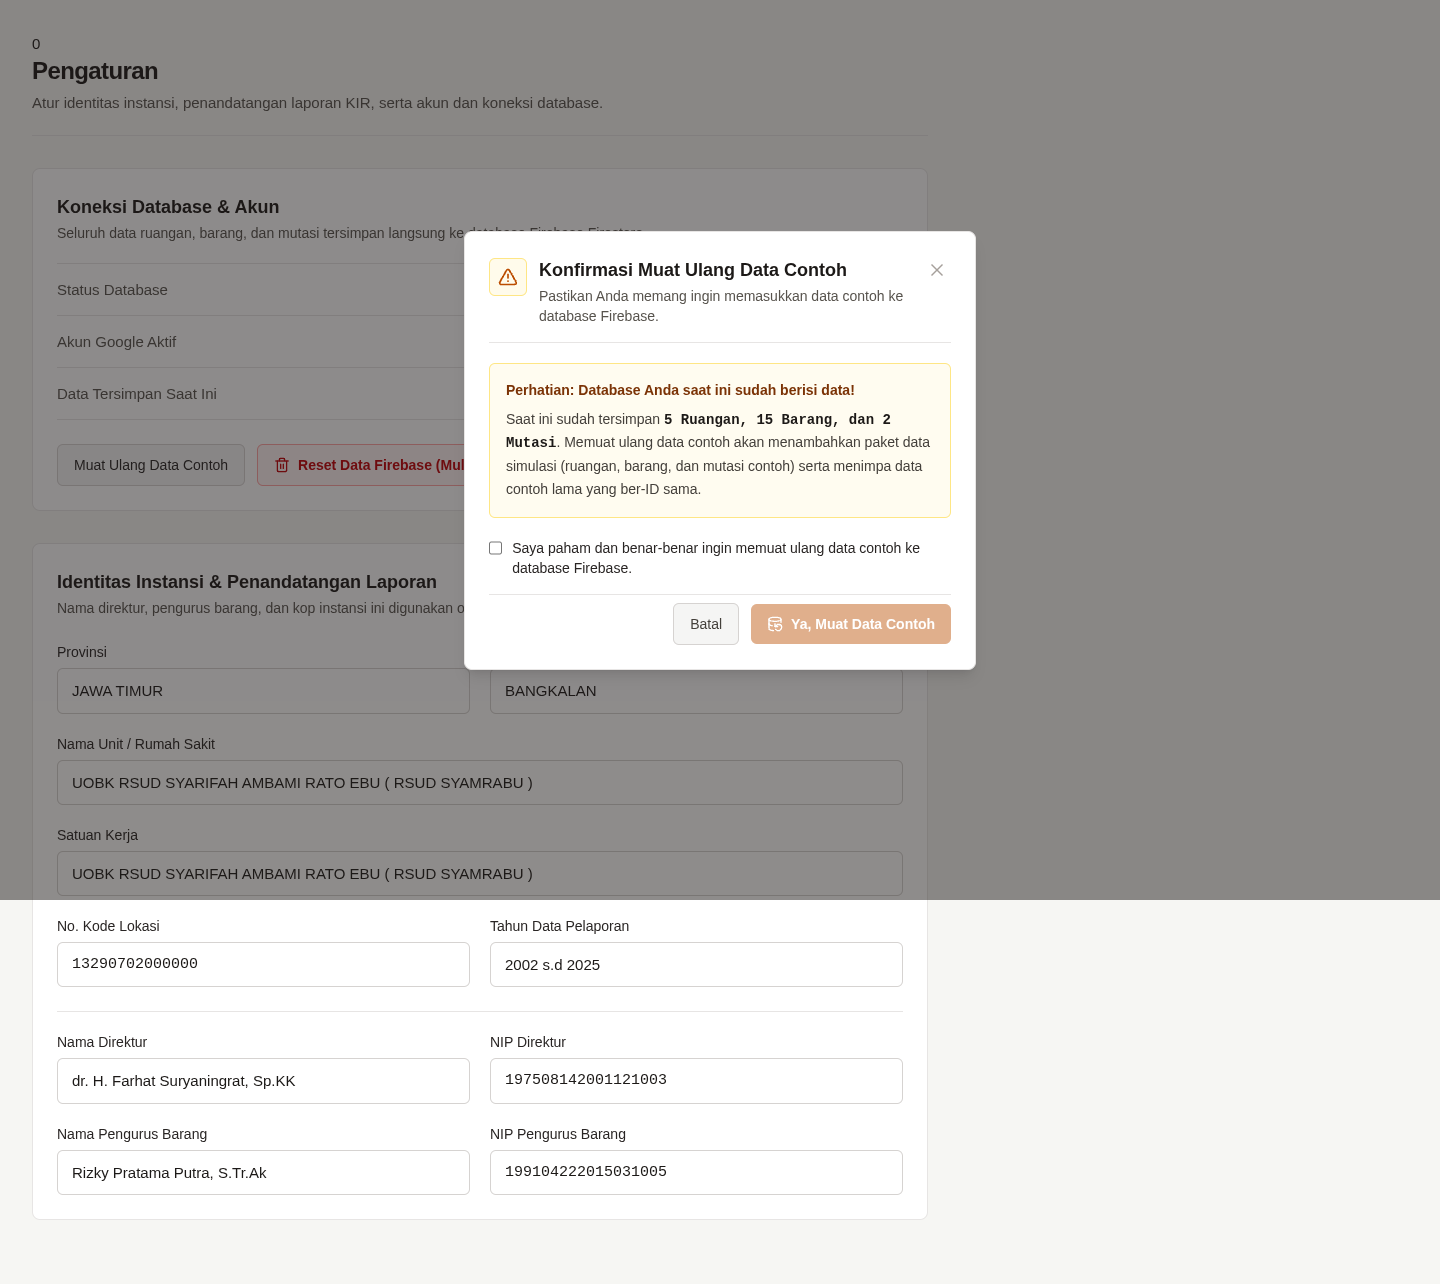 0
Pengaturan
Atur identitas instansi, penandatangan laporan KIR, serta akun dan koneksi database.
Koneksi Database & Akun
Seluruh data ruangan, barang, dan mutasi tersimpan langsung ke
Status Database
Akun Google Aktif
Data Tersimpan Saat Ini
Muat Ulang Data Contoh
Reset Data Firebase
Konfirmasi Muat Ulang Data Contoh
Pastikan Anda memang ingin memasukkan data contoh ke
database Firebase.
Perhatian: Database Anda saat ini sudah berisi data!
Saat ini sudah tersimpan 5 Ruangan, 15 Barang, dan 2
Mutasi. Memuat ulang data contoh akan menambahkan paket data
simulasi (ruangan, barang, dan mutasi contoh) serta menimpa data
contoh lama yang ber-ID sama.
Saya paham dan benar-benar ingin memuat ulang data contoh ke
database Firebase.
Batal
Ya, Muat Data Contoh
Identitas Instansi & Penandatangan Laporan
Nama direktur, pengurus barang, dan kop instansi ini digunakan
Provinsi
JAWA TIMUR
BANGKALAN
Nama Unit / Rumah Sakit
UOBK RSUD SYARIFAH AMBAMI RATO EBU ( RSUD SYAMRABU )
Satuan Kerja
UOBK RSUD SYARIFAH AMBAMI RATO EBU ( RSUD SYAMRABU )
No. Kode Lokasi
Tahun Data Pelaporan
13290702000000
2002 s.d 2025
Nama Direktur
NIP Direktur
dr. H. Farhat Suryaningrat, Sp.KK
197508142001121003
Nama Pengurus Barang
NIP Pengurus Barang
Rizky Pratama Putra, S.Tr.Ak
199104222015031005